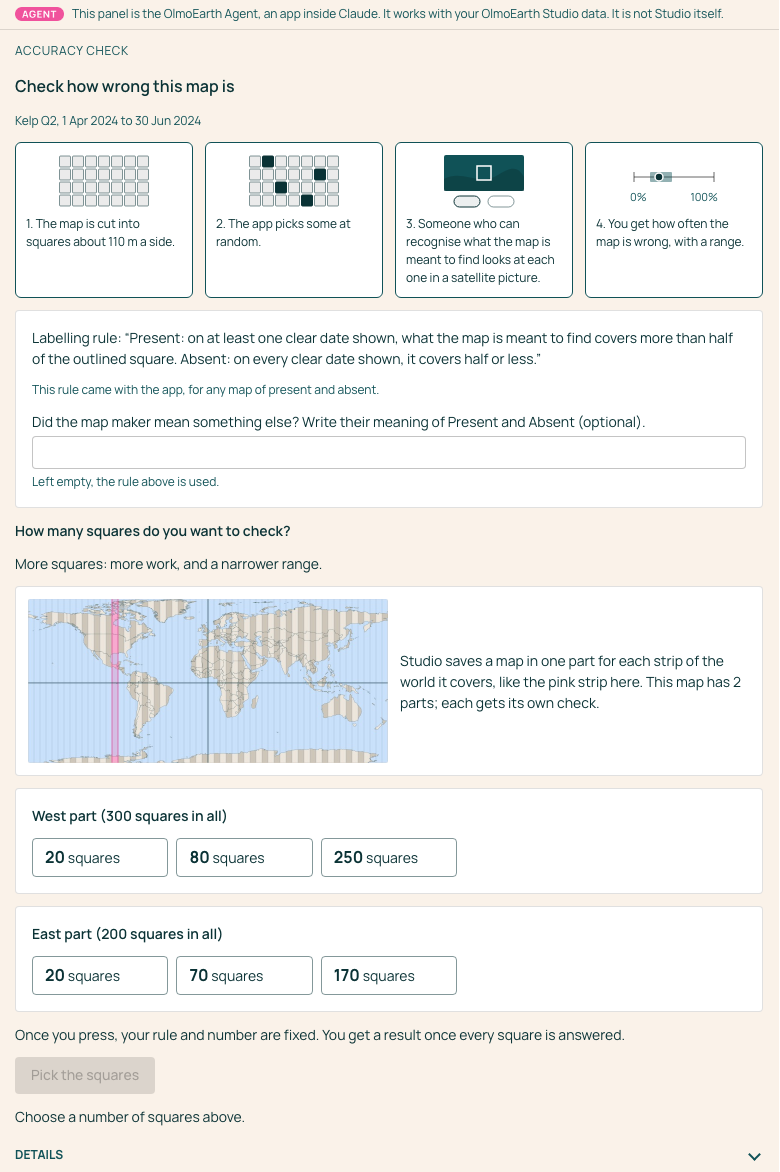 AGENT This panel is the OlmoEarth Agent, an app inside Claude. It works with your OlmoEarth Studio data. It is not Studio itself.
ACCURACY CHECK
Check how wrong this map is
Kelp Q2, 1 Apr 2024 to 30 Jun 2024
1. The map is cut into
squares about 110 m a side.
2. The app picks some at
random.
3. Someone who can
recognise what the map is
meant to find looks at each
one in a satellite picture.
0% 100%
4. You get how often the
map is wrong, with a range.
Labelling rule: “Present: on at least one clear date shown, what the map is meant to find covers more than half
of the outlined square. Absent: on every clear date shown, it covers half or less.”
This rule came with the app, for any map of present and absent.
Did the map maker mean something else? Write their meaning of Present and Absent (optional).
Left empty, the rule above is used.
How many squares do you want to check?
More squares: more work, and a narrower range.
Studio saves a map in one part for each strip of the
world it covers, like the pink strip here. This map has 2
parts; each gets its own check.
West part (300 squares in all)
20 squares 80 squares 250 squares
East part (200 squares in all)
20 squares 70 squares 170 squares
Once you press, your rule and number are fixed. You get a result once every square is answered.
Pick the squares
Choose a number of squares above.
DETAILS